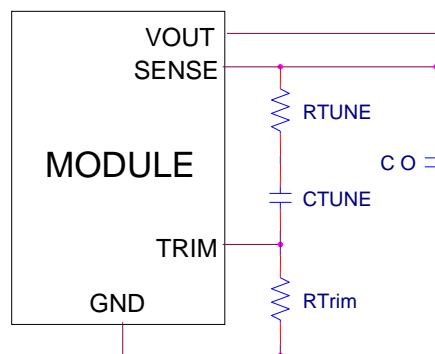 VOUT
SENSE
RTUNE
MODULE
C O
CTUNE
TRIM
GND
RTrim